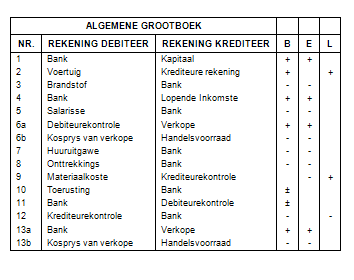 ALGEMENE GROOTBOEK
NR. REKENING DEBITEER REKENING KREDITEER B E L
1 Bank Kapitaal + +
2 Voertuig Krediteure rekening + +
3 Brandstof Bank - -
4 Bank Lopende Inkomste + +
5 Salarisse Bank - -
6a Debiteurekontrole Verkope + +
6b Kosprys van verkope Handelsvoorraad - -
7 Huuruitgawe Bank - -
8 Onttrekkings Bank - -
9 Materiaalkoste Krediteurekontrole - +
10 Toerusting Bank ±
11 Bank Debiteurekontrole ±
12 Krediteurekontrole Bank - -
13a Bank Verkope + +
13b Kosprys van verkope Handelsvoorraad - -